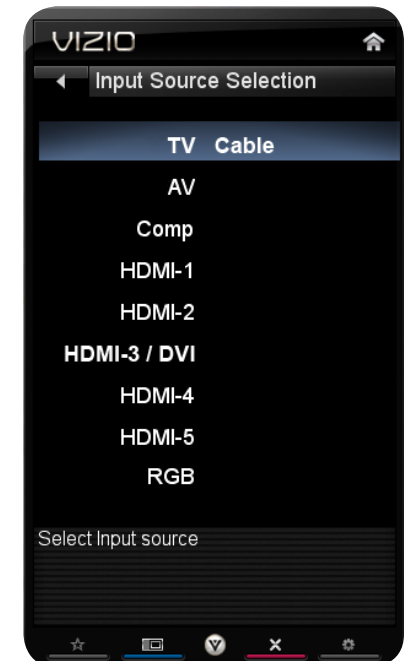 VIZIO
Input Source Selection
TV Cable
AV
Comp
HDMI-1
HDMI-2
HDMI-3 / DVI
HDMI-4
HDMI-5
RGB
Select Input source